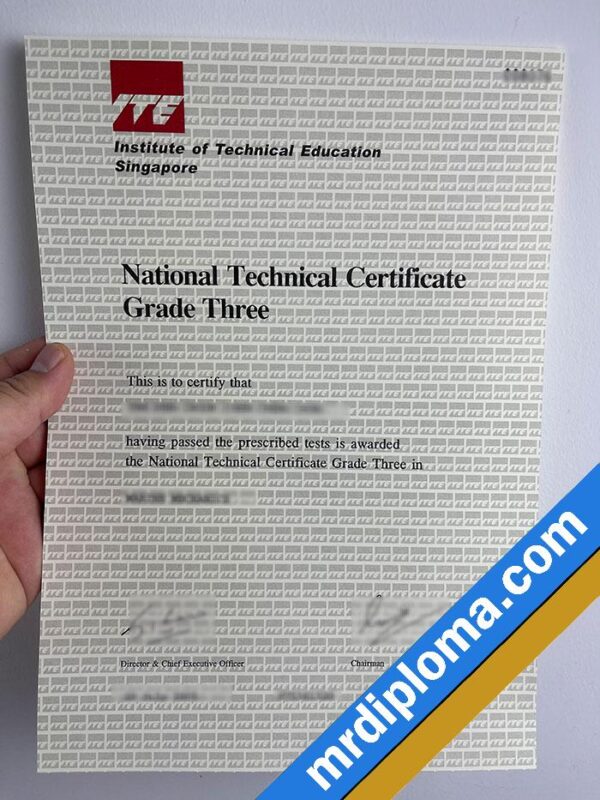 ITE
Institute of Technical Education
Singapore
National Technical Certificate
Grade Three
This is to certify that
having passed the prescribed tests is awarded
the National Technical Certificate Grade Three in
Director & Chief Executive Officer
Chairman
mrdiploma.com